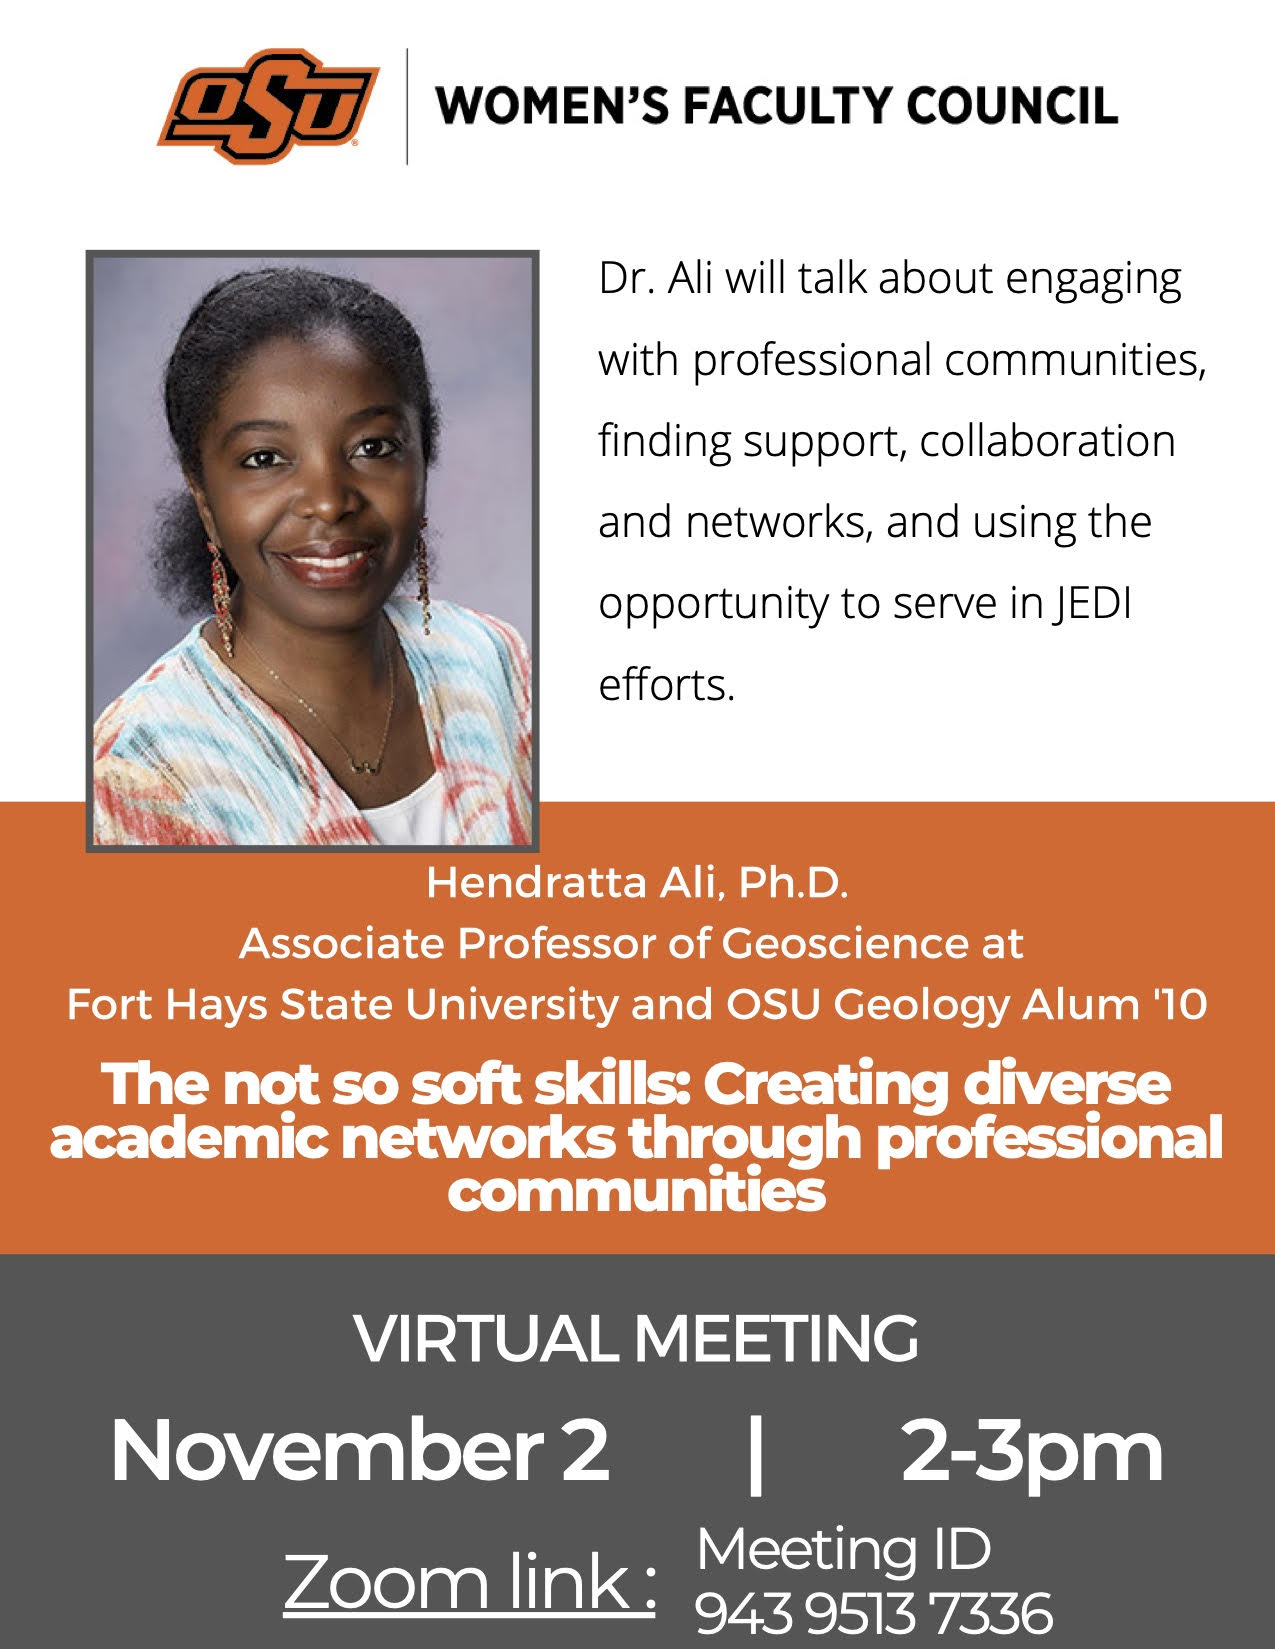 OSU
WOMEN'S FACULTY COUNCIL
Dr. Ali will talk about engaging
with professional communities,
finding support, collaboration
and networks, and using the
opportunity to serve in JEDI
efforts.
Hendratta Ali, Ph.D.
Associate Professor of Geoscience at
Fort Hays State University and OSU Geology Alum '10
The not so soft skills: Creating diverse
academic networks through professional
communities
VIRTUAL MEETING
November 2 | 2-3pm
Zoom link :
Meeting ID
943 9513 7336